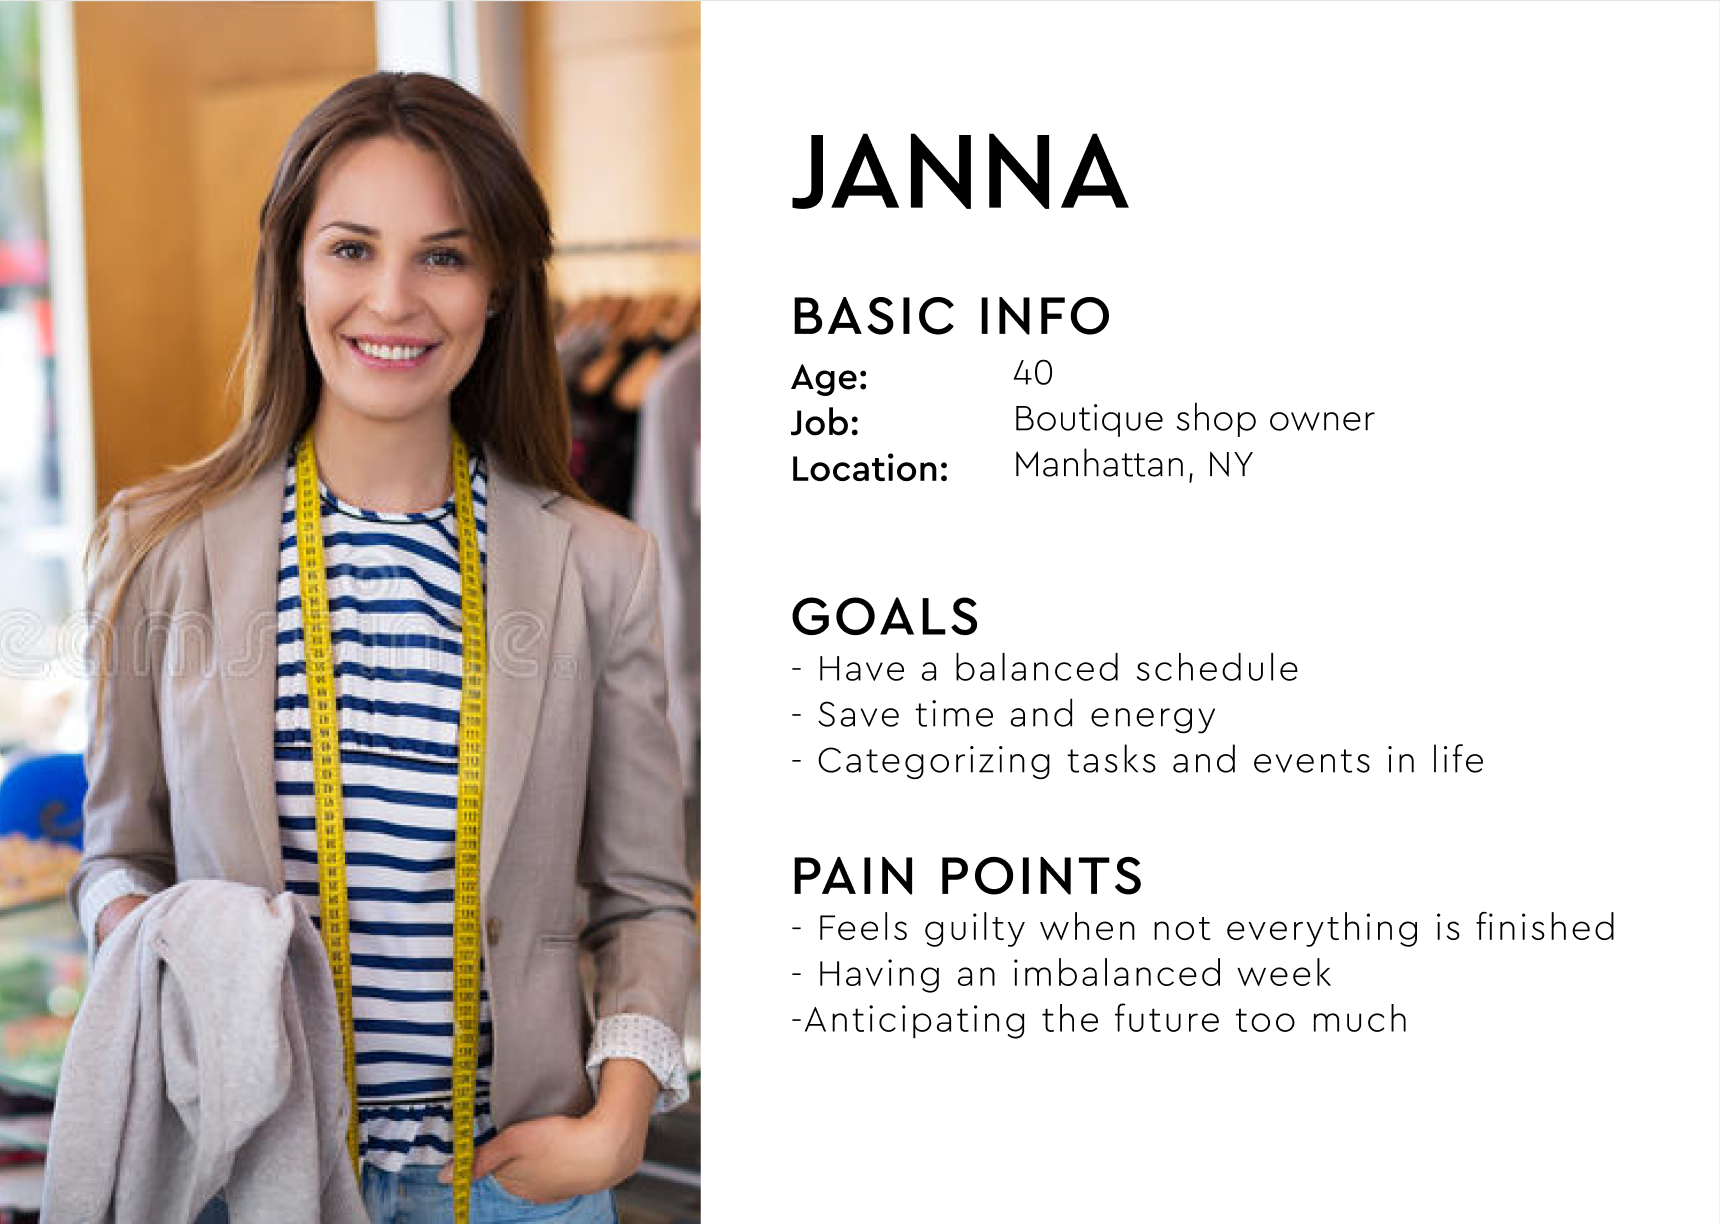 JANNA
BASIC INFO
Age: 40
Job: Boutique shop owner
Location: Manhattan, NY
GOALS
- Have a balanced schedule
- Save time and energy
- Categorizing tasks and events in life
PAIN POINTS
- Feels guilty when not everything is finished
- Having an imbalanced week
-Anticipating the future too much
eamstime.